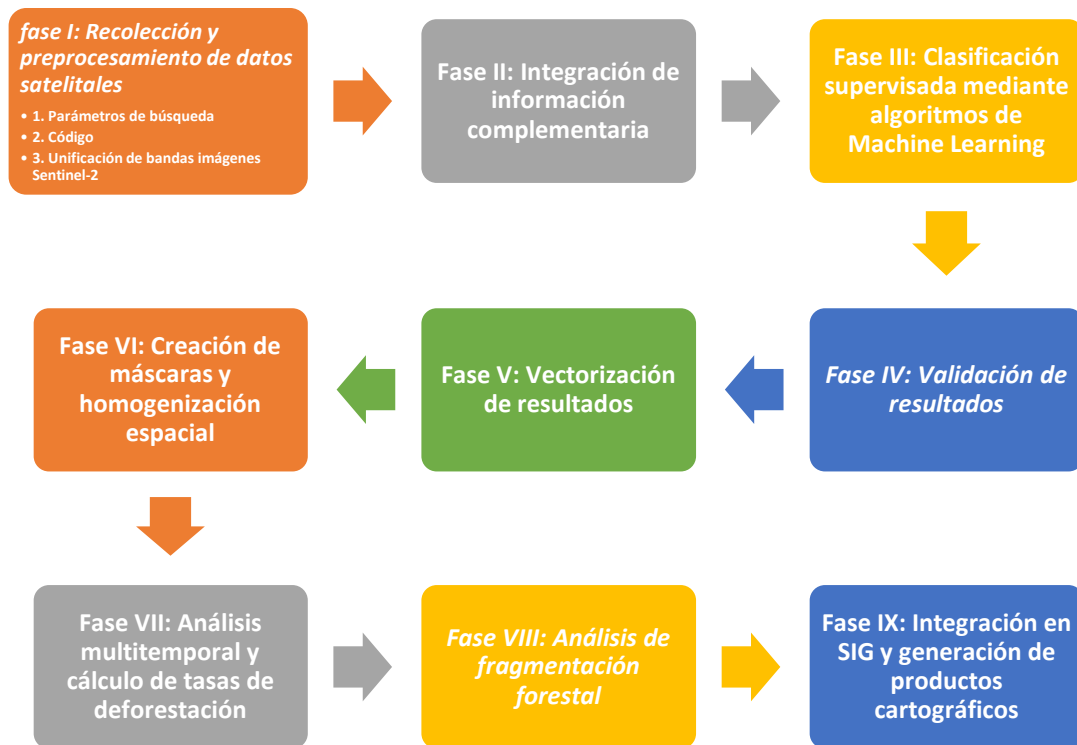 fase I: Recolección y
preprocesamiento de datos
satelitales
• 1. Parámetros de búsqueda
• 2. Código
• 3. Unificación de bandas imágenes
Sentinel-2
Fase II: Integración de
información
complementaria
Fase III: Clasificación
supervisada mediante
algoritmos de
Machine Learning
Fase IV: Validación de
resultados
Fase V: Vectorización
de resultados
Fase VI: Creación de
máscaras y
homogenización
espacial
Fase VII: Análisis
multitemporal y
cálculo de tasas de
deforestación
Fase VIII: Análisis de
fragmentación
forestal
Fase IX: Integración en
SIG y generación de
productos
cartográficos